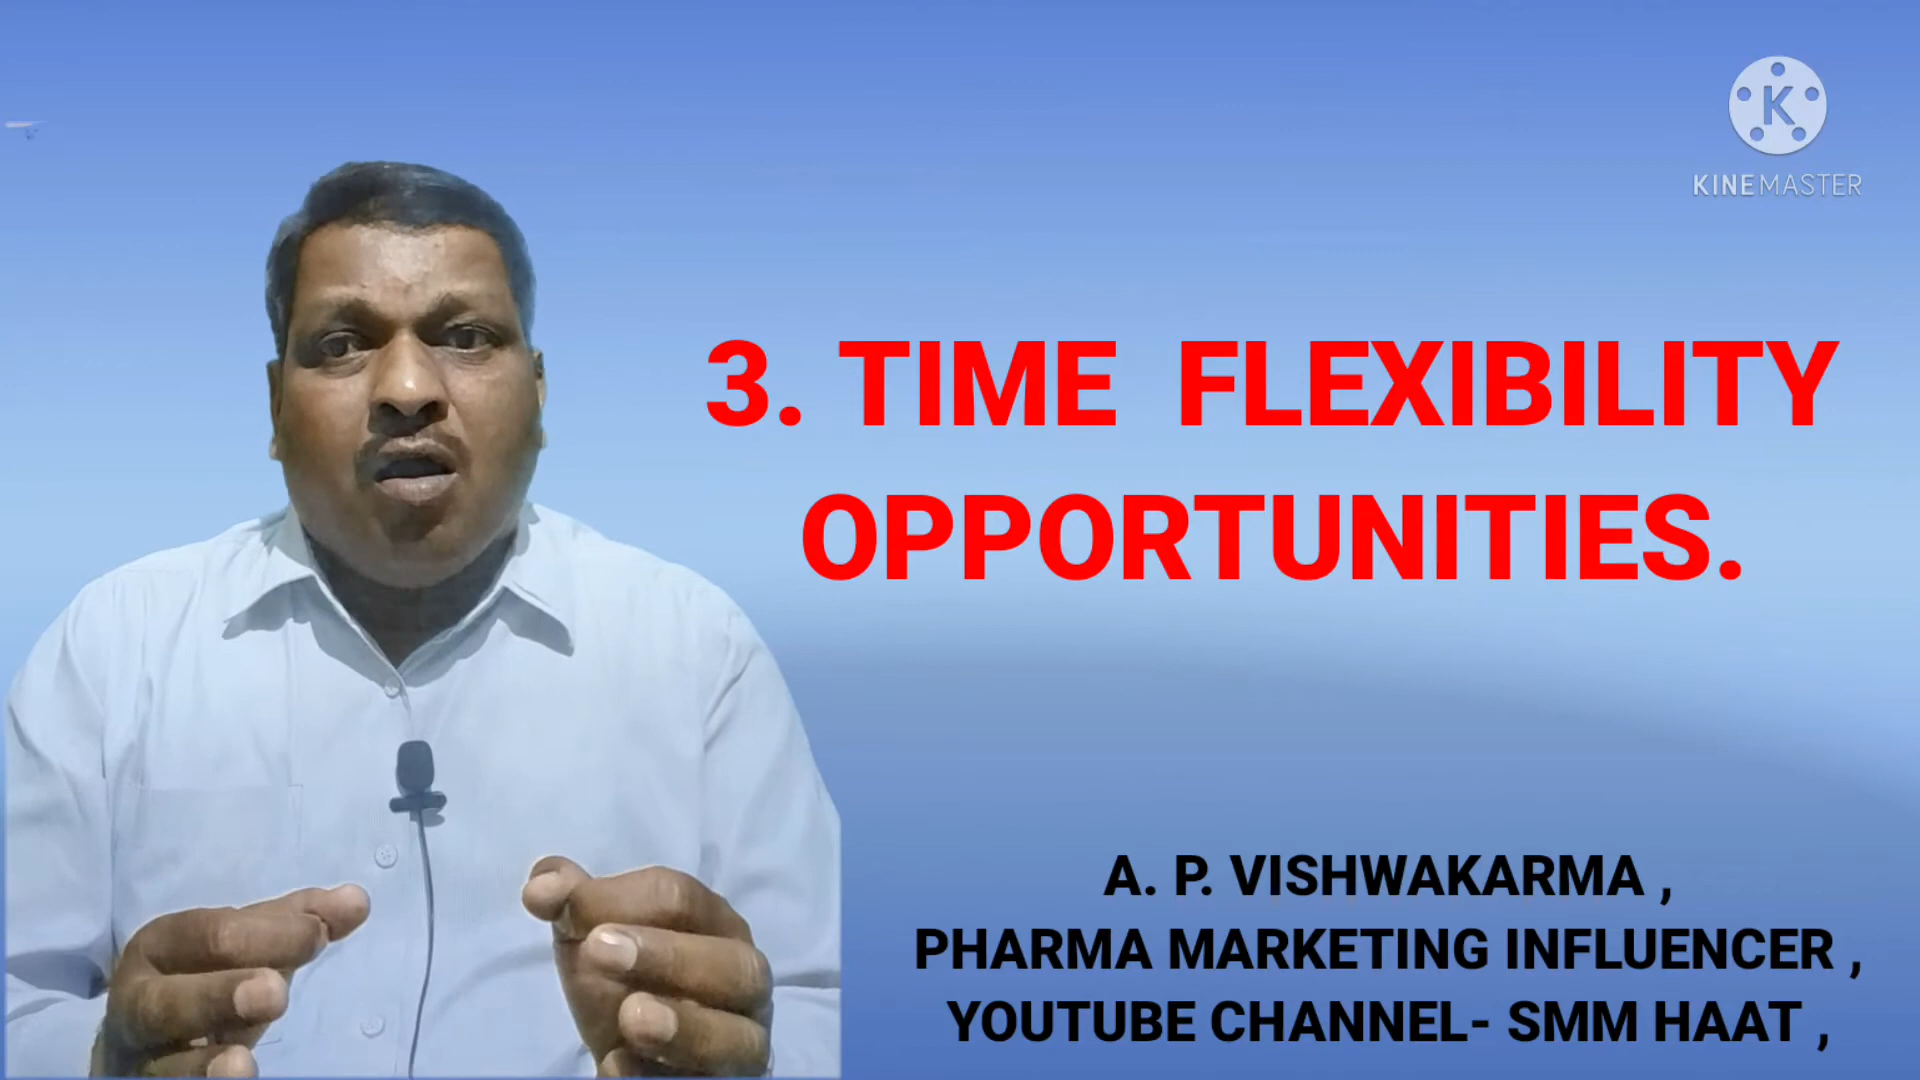 K
KINEMASTER
3. TIME FLEXIBILITY
OPPORTUNITIES.
A. P. VISHWAKARMA ,
PHARMA MARKETING INFLUENCER ,
YOUTUBE CHANNEL- SMM HAAT ,